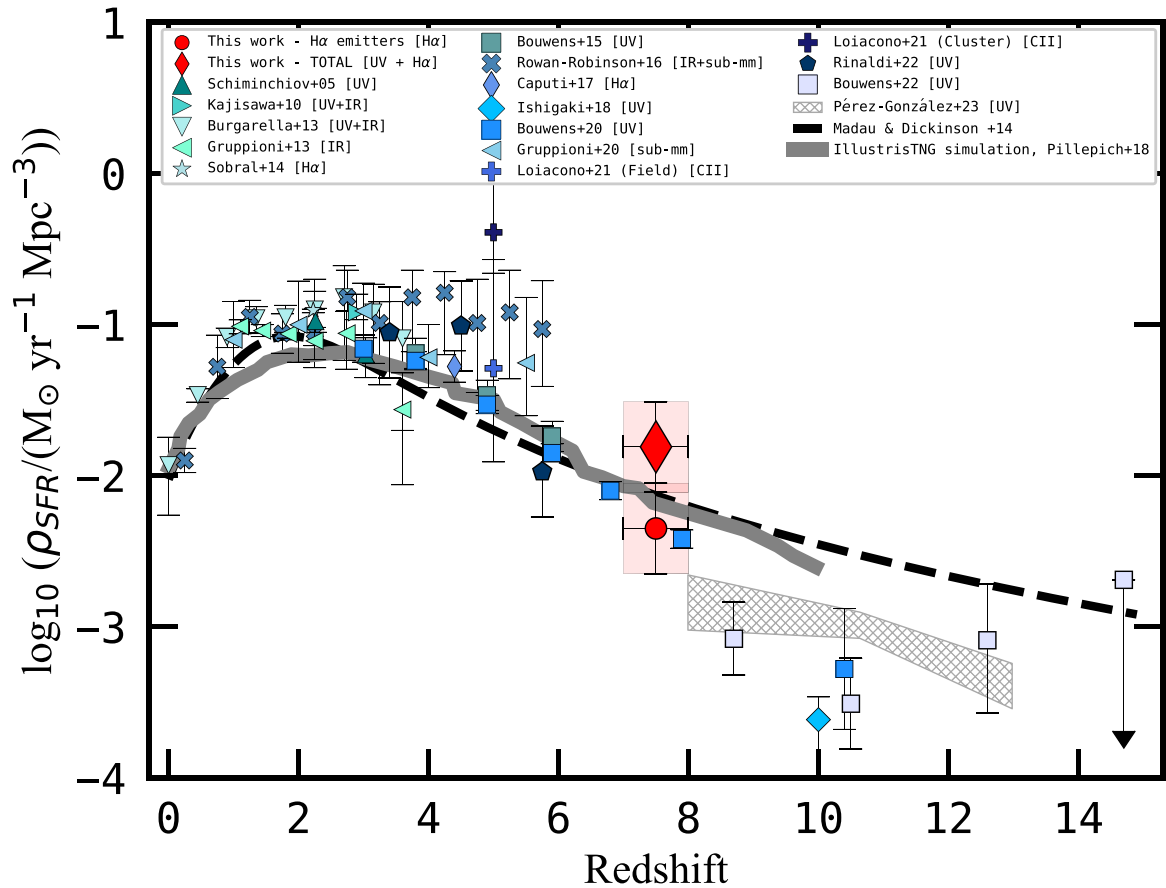 log10 (ρSFR/(M⊙ yr−1 Mpc−3))
1
0
−1
−2
−3
−4
This work - Hα emitters [Hα]
This work - TOTAL [UV + Hα]
Schiminchiov+05 [UV]
Kajisawa+10 [UV+IR]
Burgarella+13 [UV+IR]
Gruppioni+13 [IR]
Sobral+14 [Hα]
Bouwens+15 [UV]
Rowan-Robinson+16 [IR+sub-mm]
Caputi+17 [Hα]
Ishigaki+18 [UV]
Bouwens+20 [UV]
Gruppioni+20 [sub-mm]
Loiacono+21 (Field) [CII]
Loiacono+21 (Cluster) [CII]
Rinaldi+22 [UV]
Bouwens+22 [UV]
Pérez-González+23 [UV]
Madau & Dickinson +14
IllustrisTNG simulation, Pillepich+18
0 2 4 6 8 10 12 14
Redshift